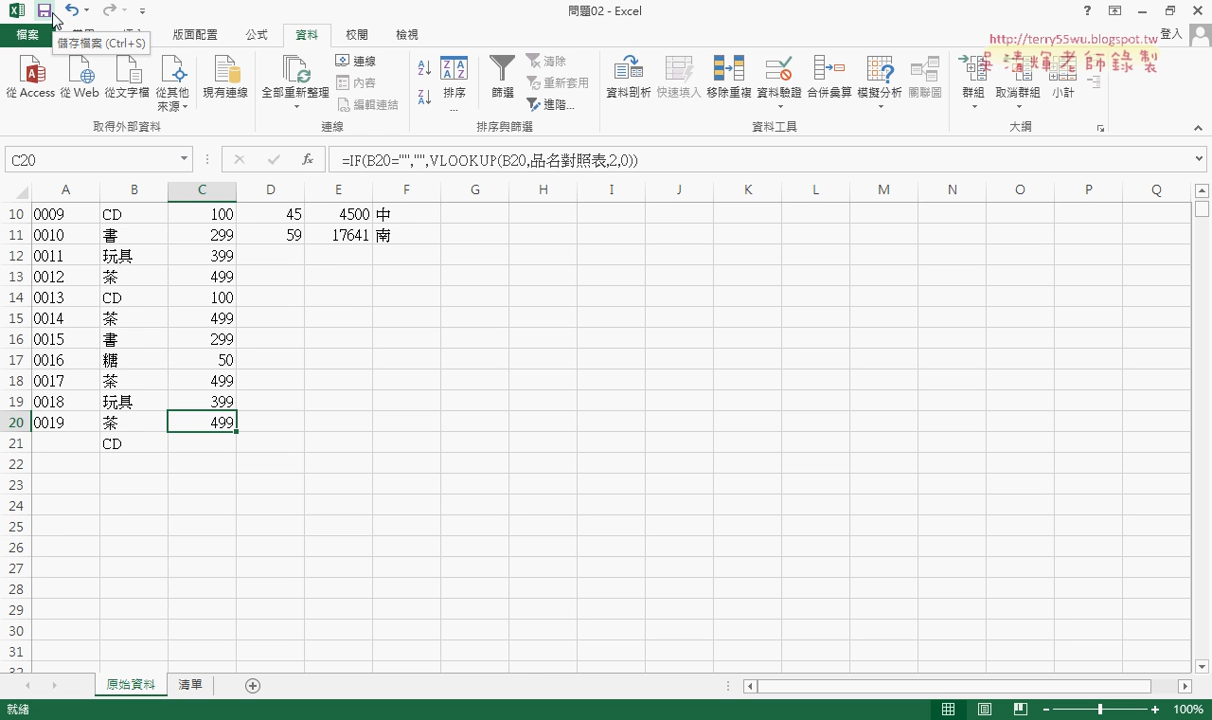 問題02 - Excel
?
登入
http://terry55wu.blogspot.tw
吳清輝老師錄製
檔案
版面配置
公式
資料
校閱
檢視
儲存檔案 (Ctrl+S)
從 Access
從 Web
從文字檔
從其他來源
現有連線
全部重新整理
連線
內容
編輯連結
排序...
篩選
清除
重新套用
進階...
資料剖析
快速填入
移除重複
資料驗證
合併彙算
模擬分析
關聯圖
群組
取消群組
小計
取得外部資料
連線
排序與篩選
資料工具
大綱
C20
fx
=IF(B20="","",VLOOKUP(B20,品名對照表,2,0))
A B C D E F G H I J K L M N O P Q
10 0009 CD 100 45 4500 中
11 0010 書 299 59 17641 南
12 0011 玩具 399
13 0012 茶 499
14 0013 CD 100
15 0014 茶 499
16 0015 書 299
17 0016 糖 50
18 0017 茶 499
19 0018 玩具 399
20 0019 茶 499
21 CD
22
23
24
25
26
27
28
29
30
31
原始資料
清單
就緒
100%